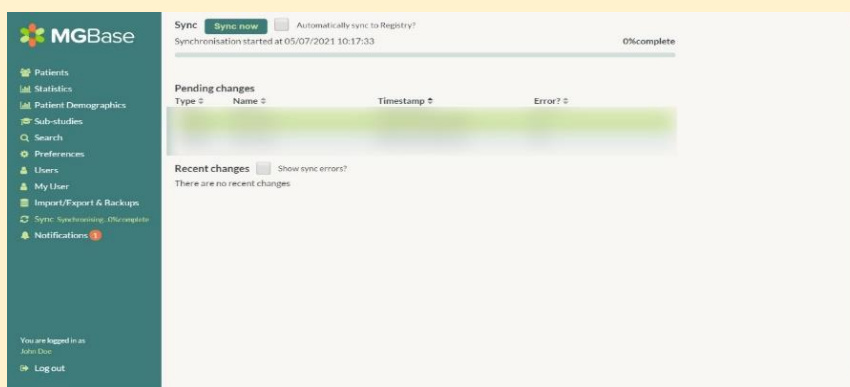 MGBase
Patients
Statistics
Patient Demographics
Sub-studies
Search
Preferences
Users
My User
Import/Export & Backups
Sync Synchronising, 0%complete
Notifications 1
You are logged in as
John Doe
Log out
Sync Sync now Automatically sync to Registry?
Synchronisation started at 05/07/2021 10:17:33 0%complete
Pending changes
Type Name Timestamp Error?
Recent changes Show sync errors?
There are no recent changes